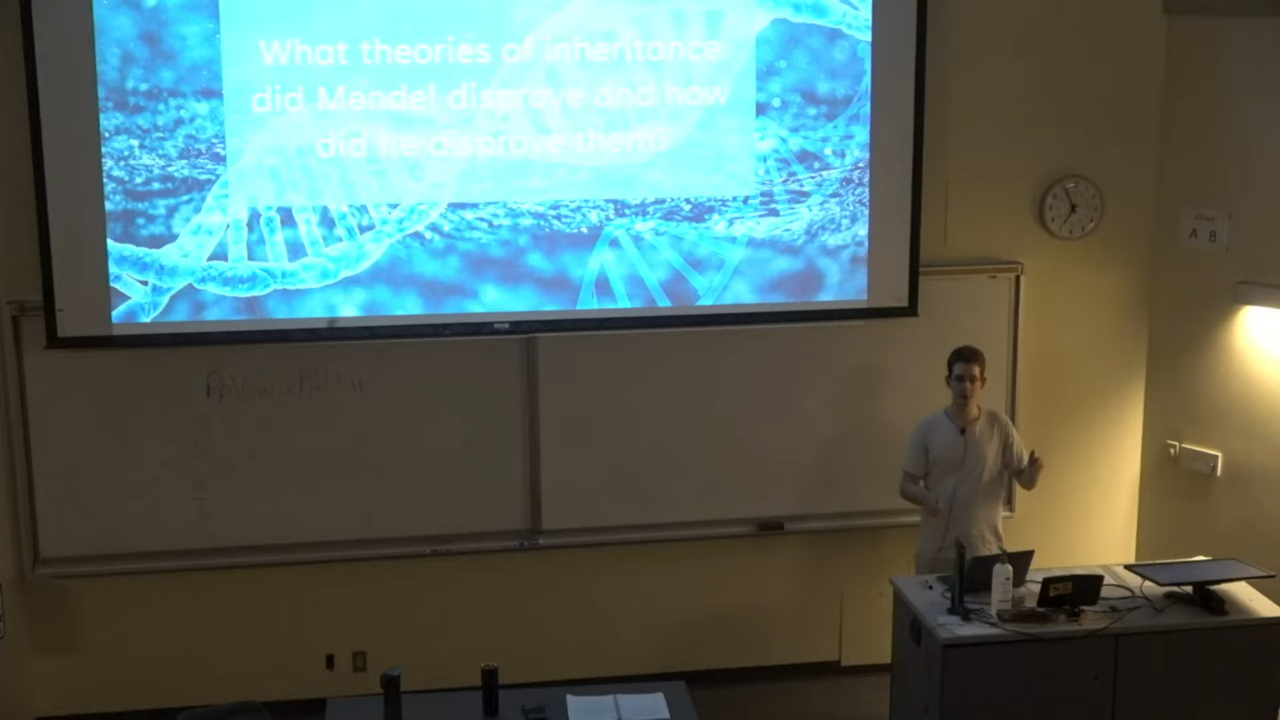 What theories of inheritance
did Mendel disprove and how
did he disprove them?
A B